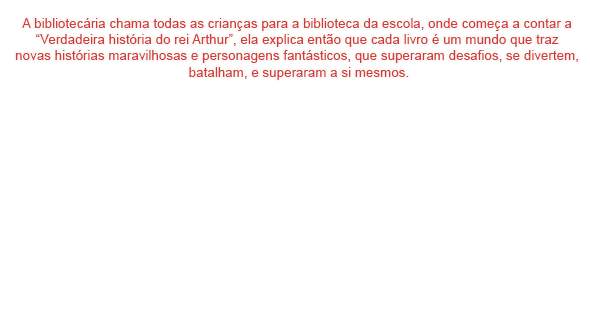 A bibliotecária chama todas as crianças para a biblioteca da escola, onde começa a contar a
“Verdadeira história do rei Arthur”, ela explica então que cada livro é um mundo que traz
novas histórias maravilhosas e personagens fantásticos, que superaram desafios, se divertem,
batalham, e superaram a si mesmos.